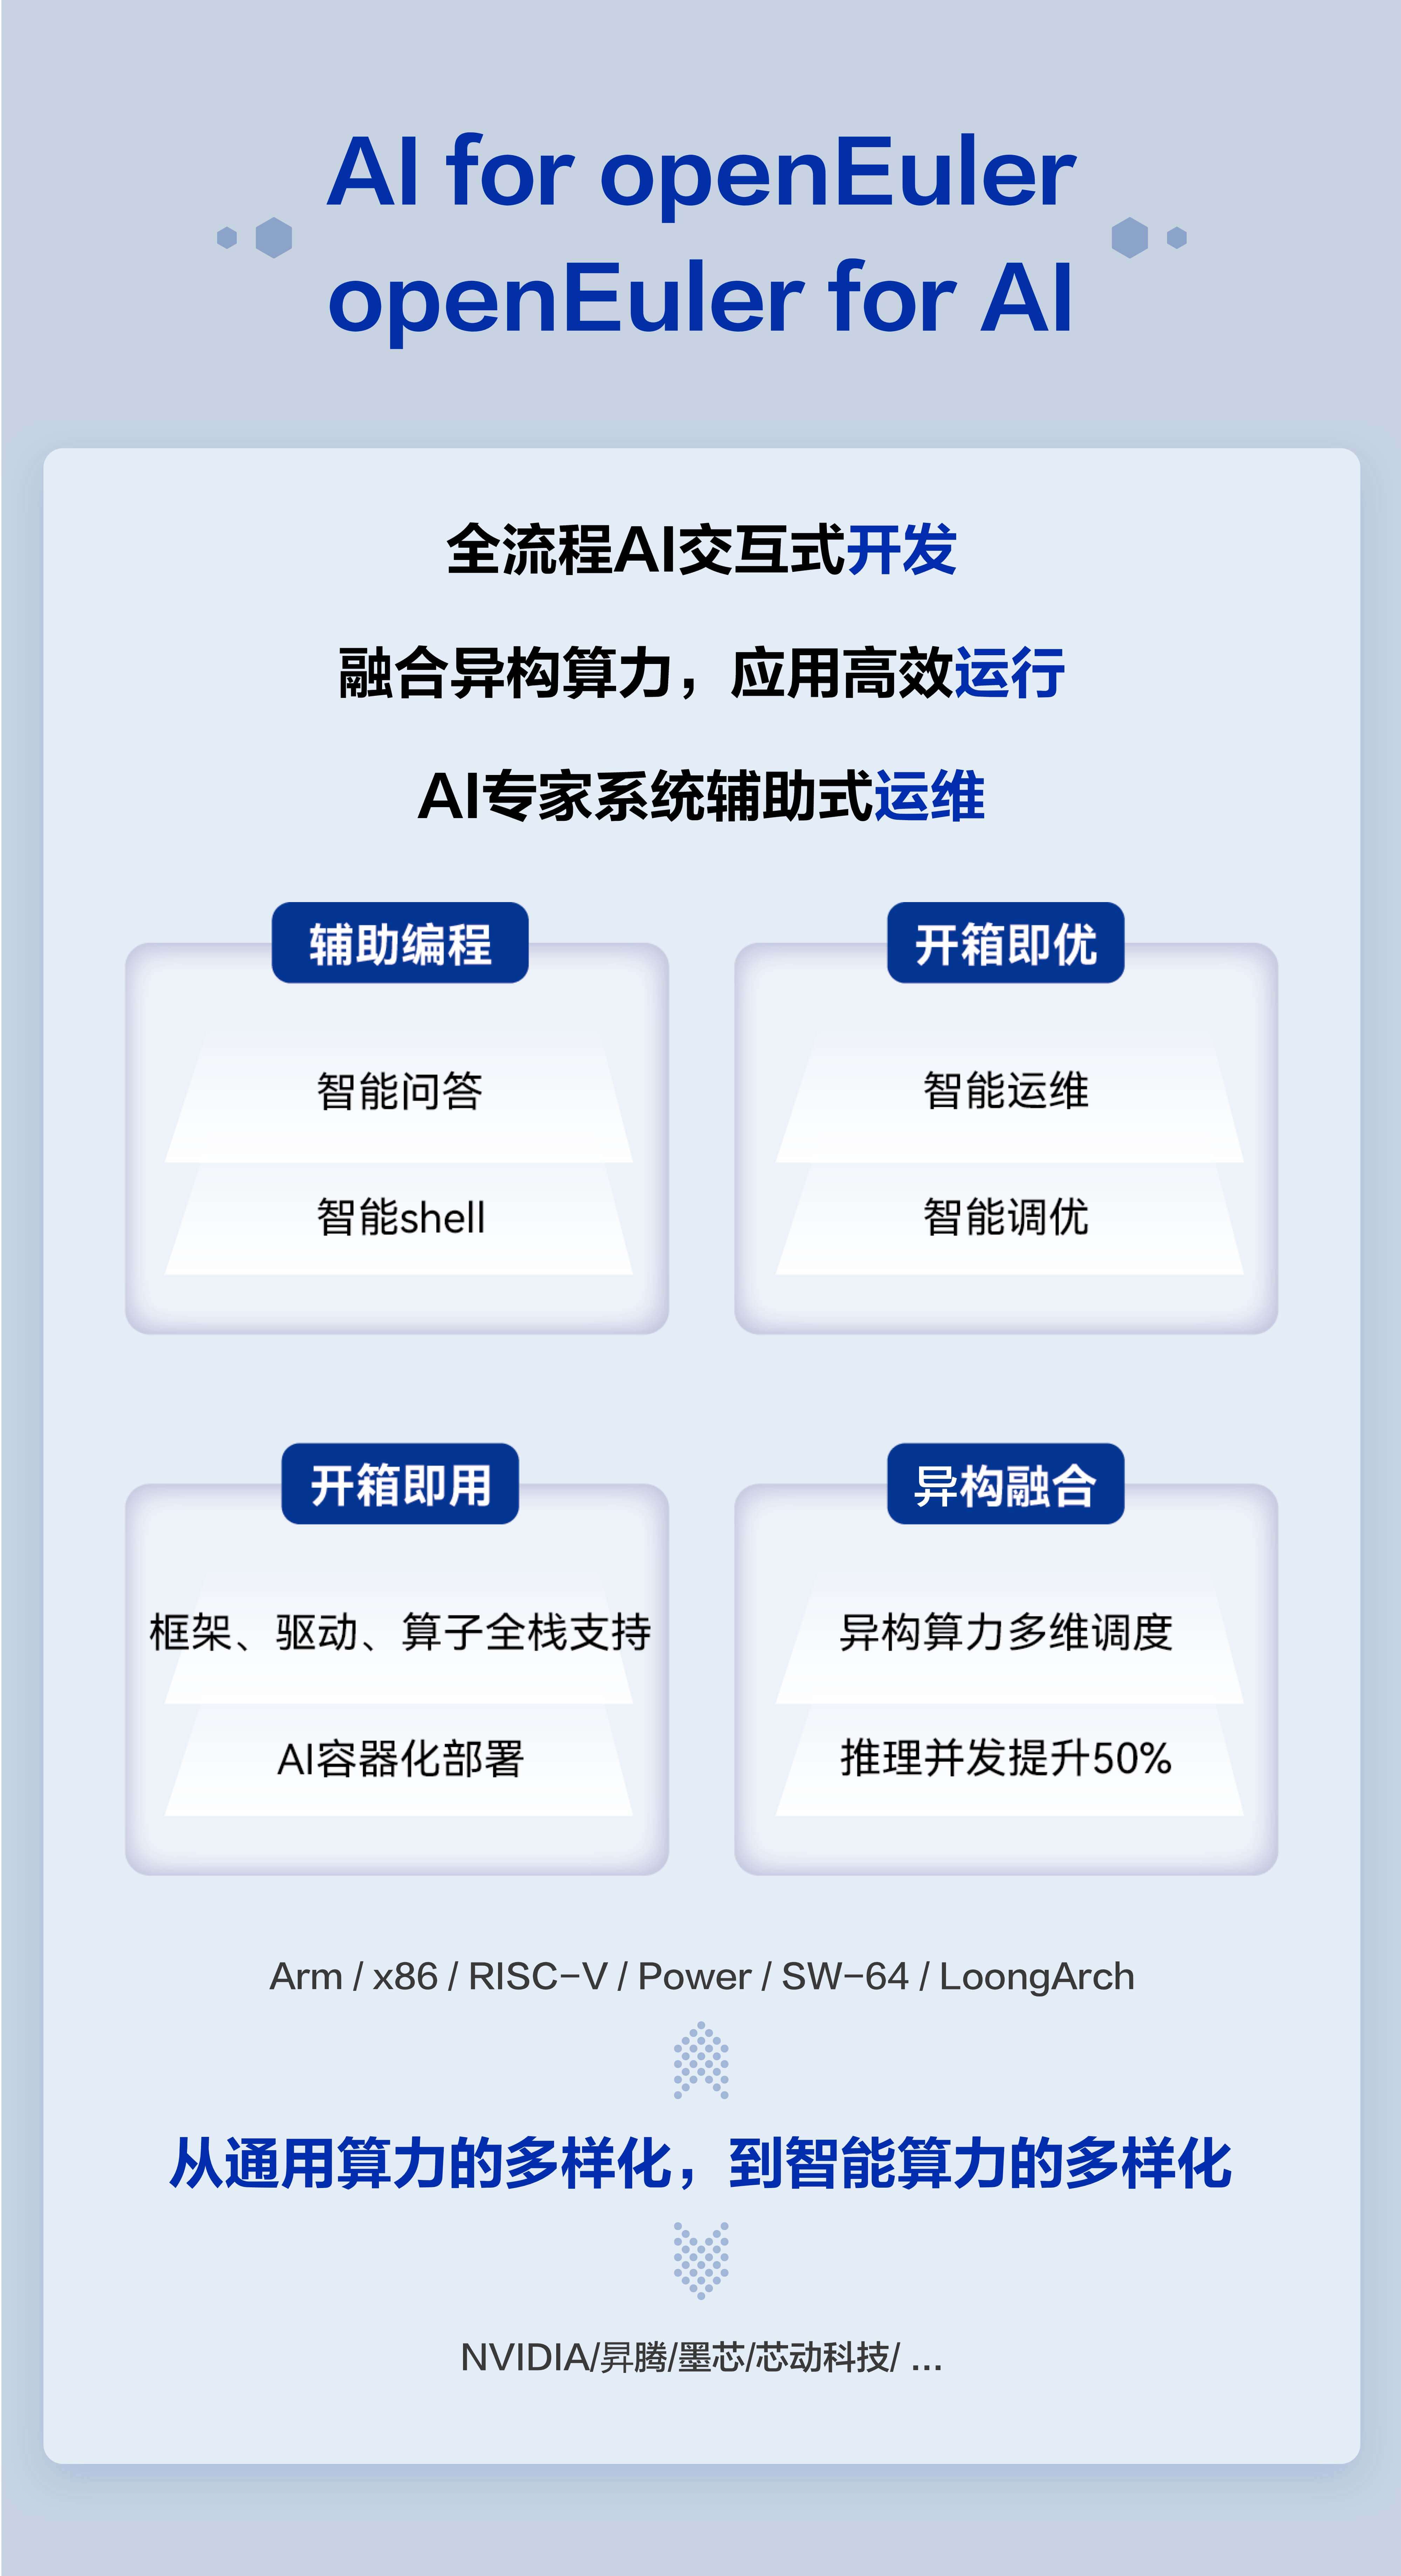 AI for openEuler
openEuler for AI
全流程AI交互式开发
融合异构算力，应用高效运行
AI专家系统辅助式运维
辅助编程
智能问答
智能shell
开箱即优
智能运维
智能调优
开箱即用
框架、驱动、算子全栈支持
AI容器化部署
异构融合
异构算力多维调度
推理并发提升50%
Arm / x86 / RISC-V / Power / SW-64 / LoongArch
从通用算力的多样化，到智能算力的多样化
NVIDIA/昇腾/墨芯/芯动科技/ ...